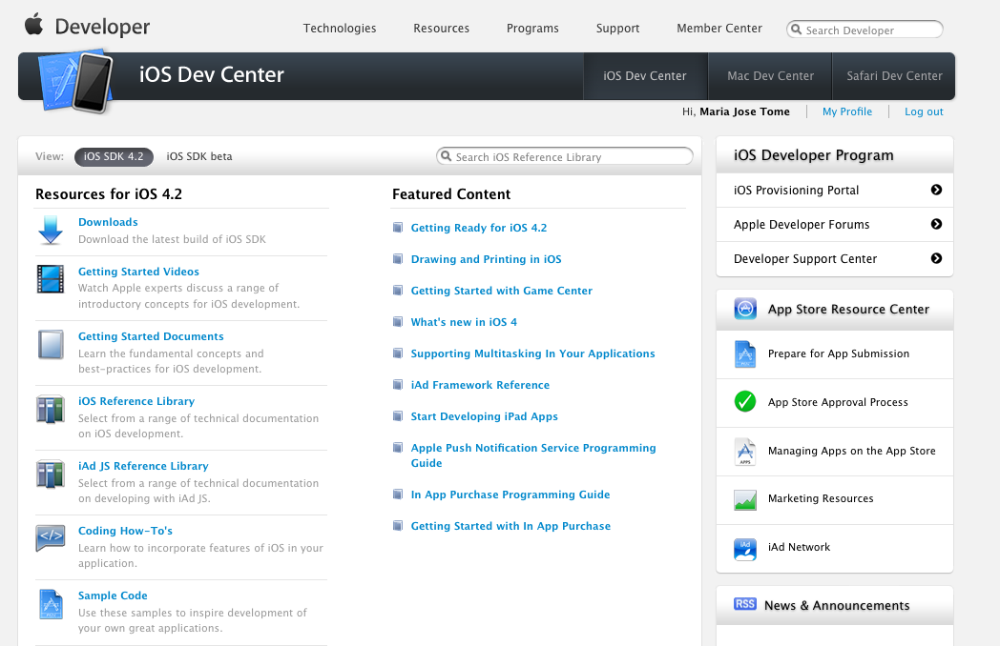 Developer
Technologies
Resources
Programs
Support
Member Center
Search Developer
iOS Dev Center
iOS Dev Center
Mac Dev Center
Safari Dev Center
Hi, Maria Jose Tome
My Profile
Log out
View:
iOS SDK 4.2
iOS SDK beta
Search iOS Reference Library
Resources for iOS 4.2
Downloads
Download the latest build of iOS SDK
Getting Started Videos
Watch Apple experts discuss a range of
introductory concepts for iOS development.
Getting Started Documents
Learn the fundamental concepts and
best-practices for iOS development.
iOS Reference Library
Select from a range of technical documentation
on iOS development.
iAd JS Reference Library
Select from a range of technical documentation
on developing with iAd JS.
Coding How-To's
Learn how to incorporate features of iOS in your
application.
Sample Code
Use these samples to inspire development of
your own great applications.
Featured Content
Getting Ready for iOS 4.2
Drawing and Printing in iOS
Getting Started with Game Center
What's new in iOS 4
Supporting Multitasking In Your Applications
iAd Framework Reference
Start Developing iPad Apps
Apple Push Notification Service Programming
Guide
In App Purchase Programming Guide
Getting Started with In App Purchase
iOS Developer Program
iOS Provisioning Portal
Apple Developer Forums
Developer Support Center
App Store Resource Center
Prepare for App Submission
App Store Approval Process
APPS
Managing Apps on the App Store
Marketing Resources
iAd
iAd Network
RSS
News & Announcements